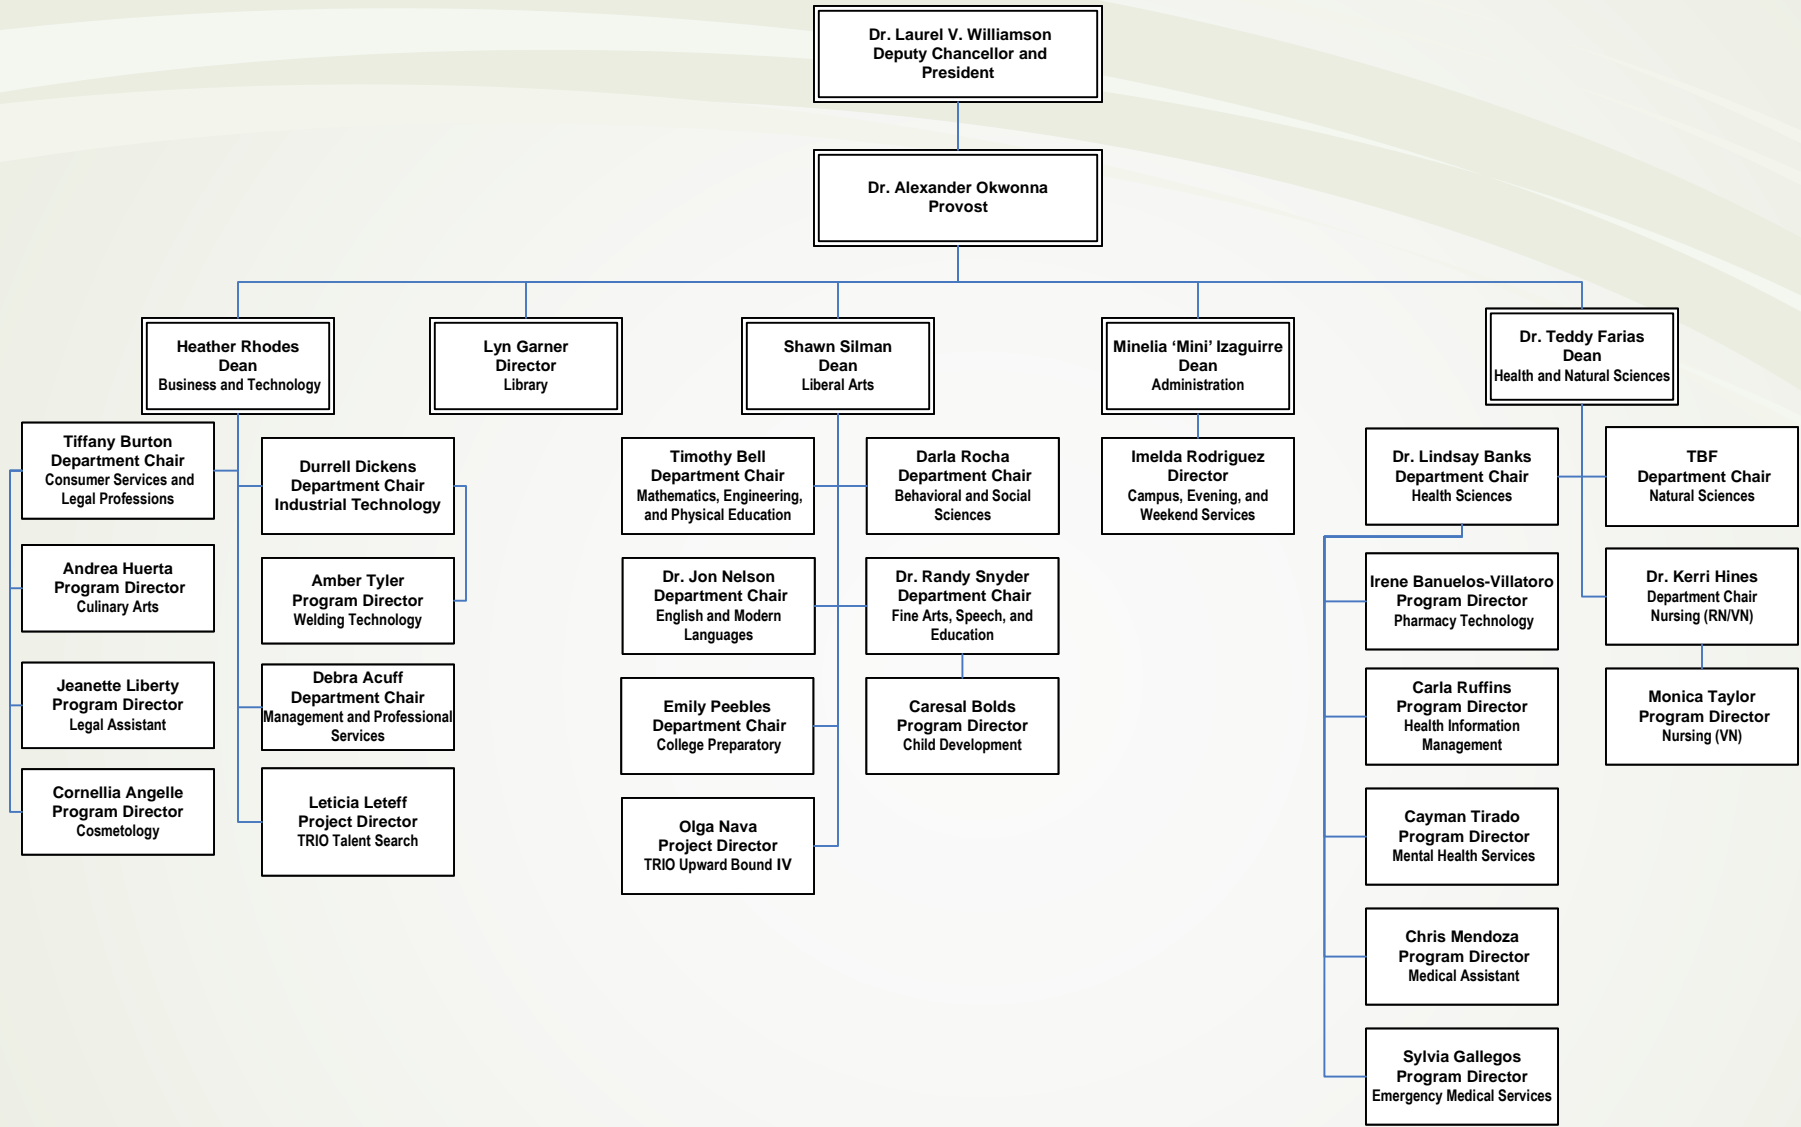 Dr. Laurel V. Williamson
Deputy Chancellor and
President
Dr. Alexander Okwonna
Provost
Heather Rhodes
Dean
Business and Technology
Lyn Garner
Director
Library
Shawn Silman
Dean
Liberal Arts
Minelia ‘Mini’ Izaguirre
Dean
Administration
Dr. Teddy Farias
Dean
Health and Natural Sciences
Tiffany Burton
Department Chair
Consumer Services and
Legal Professions
Andrea Huerta
Program Director
Culinary Arts
Jeanette Liberty
Program Director
Legal Assistant
Cornellia Angelle
Program Director
Cosmetology
Durrell Dickens
Department Chair
Industrial Technology
Amber Tyler
Program Director
Welding Technology
Debra Acuff
Department Chair
Management and Professional
Services
Leticia Leteff
Project Director
TRIO Talent Search
Timothy Bell
Department Chair
Mathematics, Engineering,
and Physical Education
Dr. Jon Nelson
Department Chair
English and Modern
Languages
Emily Peebles
Department Chair
College Preparatory
Olga Nava
Project Director
TRIO Upward Bound IV
Darla Rocha
Department Chair
Behavioral and Social
Sciences
Dr. Randy Snyder
Department Chair
Fine Arts, Speech, and
Education
Caresal Bolds
Program Director
Child Development
Imelda Rodriguez
Director
Campus, Evening, and
Weekend Services
Dr. Lindsay Banks
Department Chair
Health Sciences
Irene Banuelos-Villatoro
Program Director
Pharmacy Technology
Carla Ruffins
Program Director
Health Information
Management
Cayman Tirado
Program Director
Mental Health Services
Chris Mendoza
Program Director
Medical Assistant
Sylvia Gallegos
Program Director
Emergency Medical Services
TBF
Department Chair
Natural Sciences
Dr. Kerri Hines
Department Chair
Nursing (RN/VN)
Monica Taylor
Program Director
Nursing (VN)